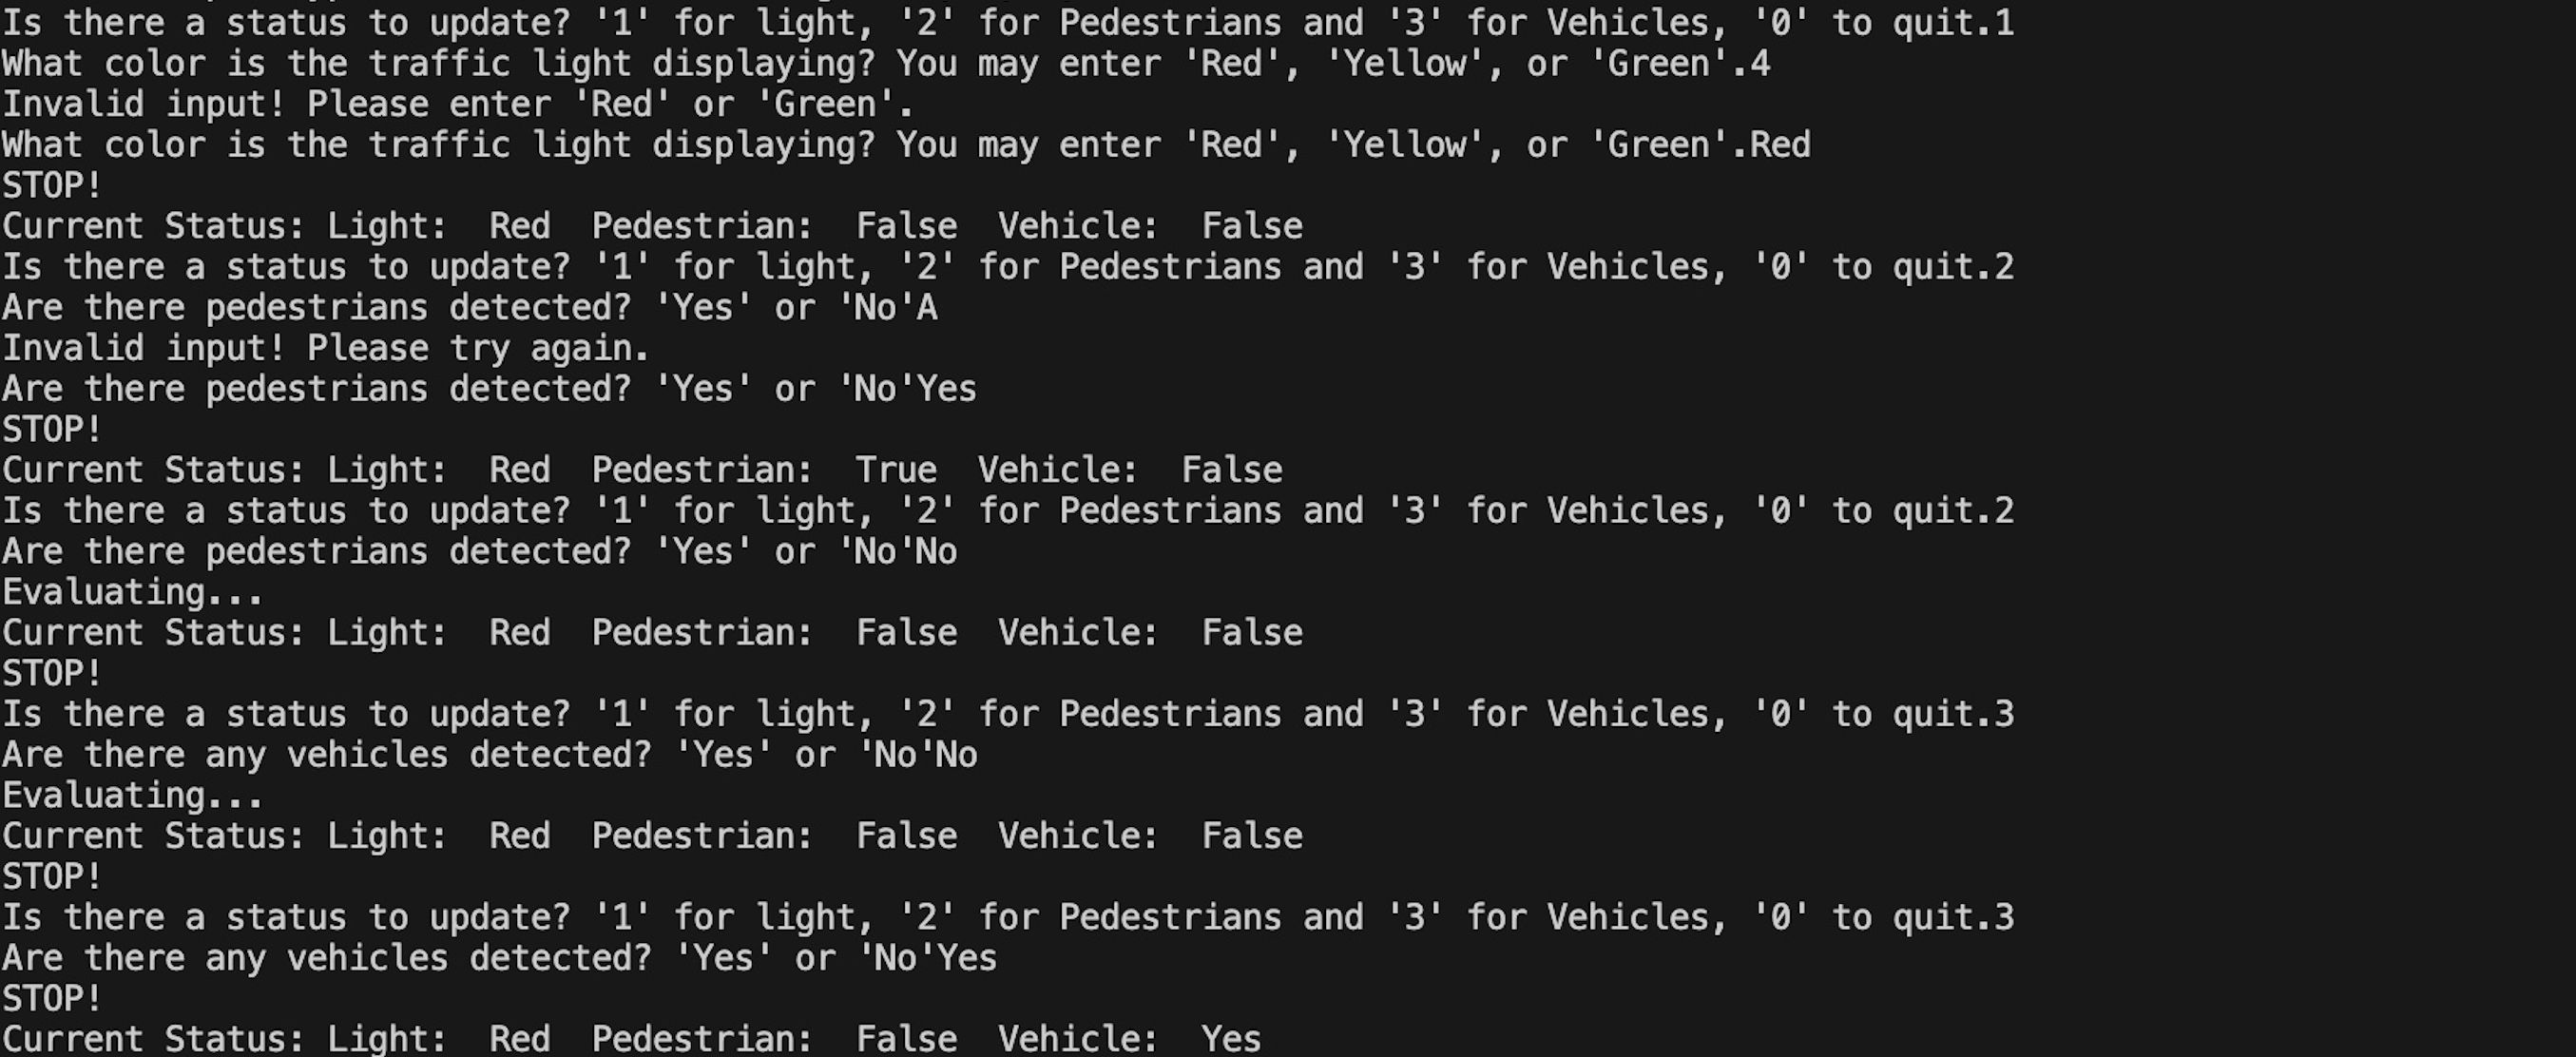 Is there a status to update? '1' for light, '2' for Pedestrians and '3' for Vehicles, '0' to quit.1
What color is the traffic light displaying? You may enter 'Red', 'Yellow', or 'Green'.4
Invalid input! Please enter 'Red' or 'Green'.
What color is the traffic light displaying? You may enter 'Red', 'Yellow', or 'Green'.Red
STOP!
Current Status: Light:  Red  Pedestrian:  False  Vehicle:  False
Is there a status to update? '1' for light, '2' for Pedestrians and '3' for Vehicles, '0' to quit.2
Are there pedestrians detected? 'Yes' or 'No'A
Invalid input! Please try again.
Are there pedestrians detected? 'Yes' or 'No'Yes
STOP!
Current Status: Light:  Red  Pedestrian:  True  Vehicle:  False
Is there a status to update? '1' for light, '2' for Pedestrians and '3' for Vehicles, '0' to quit.2
Are there pedestrians detected? 'Yes' or 'No'No
Evaluating...
Current Status: Light:  Red  Pedestrian:  False  Vehicle:  False
STOP!
Is there a status to update? '1' for light, '2' for Pedestrians and '3' for Vehicles, '0' to quit.3
Are there any vehicles detected? 'Yes' or 'No'No
Evaluating...
Current Status: Light:  Red  Pedestrian:  False  Vehicle:  False
STOP!
Is there a status to update? '1' for light, '2' for Pedestrians and '3' for Vehicles, '0' to quit.3
Are there any vehicles detected? 'Yes' or 'No'Yes
STOP!
Current Status: Light:  Red  Pedestrian:  False  Vehicle:  Yes